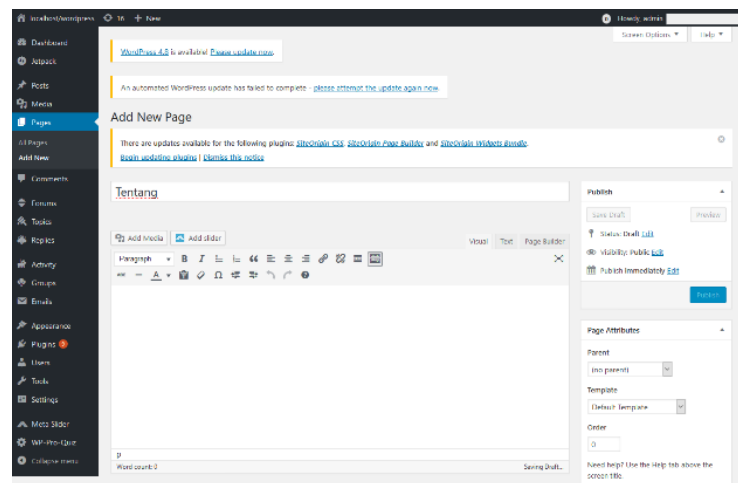 localhost/wordpress 16 + New Howdy, admin
Screen Options Help
Dashboard
Jetpack
Posts
Media
Pages
All Pages
Add New
Comments
Forums
Topics
Replies
Activity
Groups
Emails
Appearance
Plugins 3
Users
Tools
Settings
Meta Slider
WP-Pro-Quiz
Collapse menu
WordPress 4.8 is available! Please update now.
An automated WordPress update has failed to complete - please attempt the update again now.
Add New Page
There are updates available for the following plugins: SiteOrigin CSS, SiteOrigin Page Builder and SiteOrigin Widgets Bundle.
Begin updating plugins | Dismiss this notice
Tentang
Add Media Add slider
Visual Text Page Builder
Paragraph
p
Word count: 0 Saving Draft...
Publish
Save Draft Preview
Status: Draft Edit
Visibility: Public Edit
Publish immediately Edit
Publish
Page Attributes
Parent
(no parent)
Template
Default Template
Order
0
Need help? Use the Help tab above the
screen title.